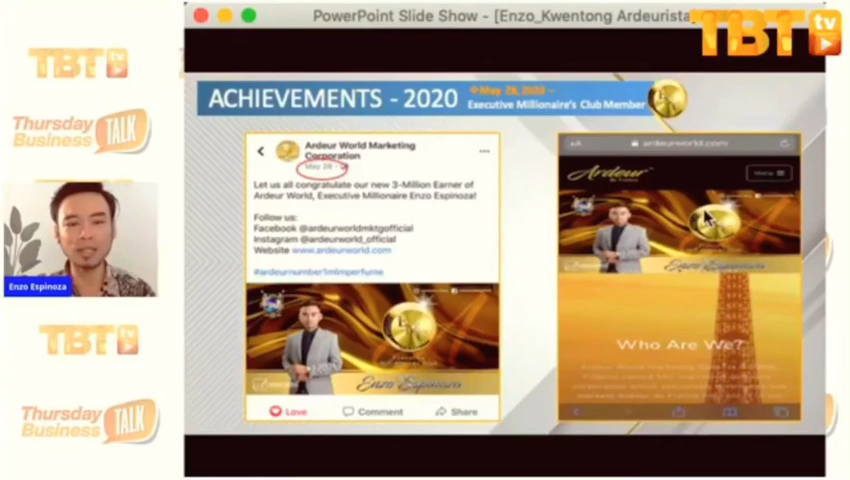 PowerPoint Slide Show - [Enzo_Kwentong Ardeurista
TBT tv
TBT
Thursday
Business
TALK
Enzo Espinoza
TBT
Thursday
Business
TALK
ACHIEVEMENTS - 2020
May 28, 2020 –
Executive Millionaire's Club Member
Ardeur World Marketing
Corporation
May 28
Let us all congratulate our new 3-Million Earner of
Ardeur World, Executive Millionaire Enzo Espinoza!
Follow us:
Facebook @ardeurworldmktgofficial
Instagram @ardeurworld_official
Website www.ardeurworld.com
#ardeurnumber1mlmperfume
Enzo Espinoza
Love
Comment
Share
AA
ardeurworld.com
Ardeur
Menu
Enzo Espinoza
Who Are We?